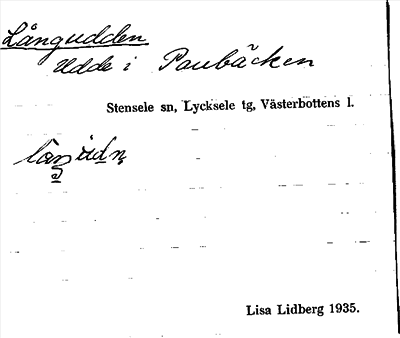 Långudden
Udde i Paubäcken
Stensele sn, Lycksele tg, Västerbottens l.
Lisa Lidberg 1935.